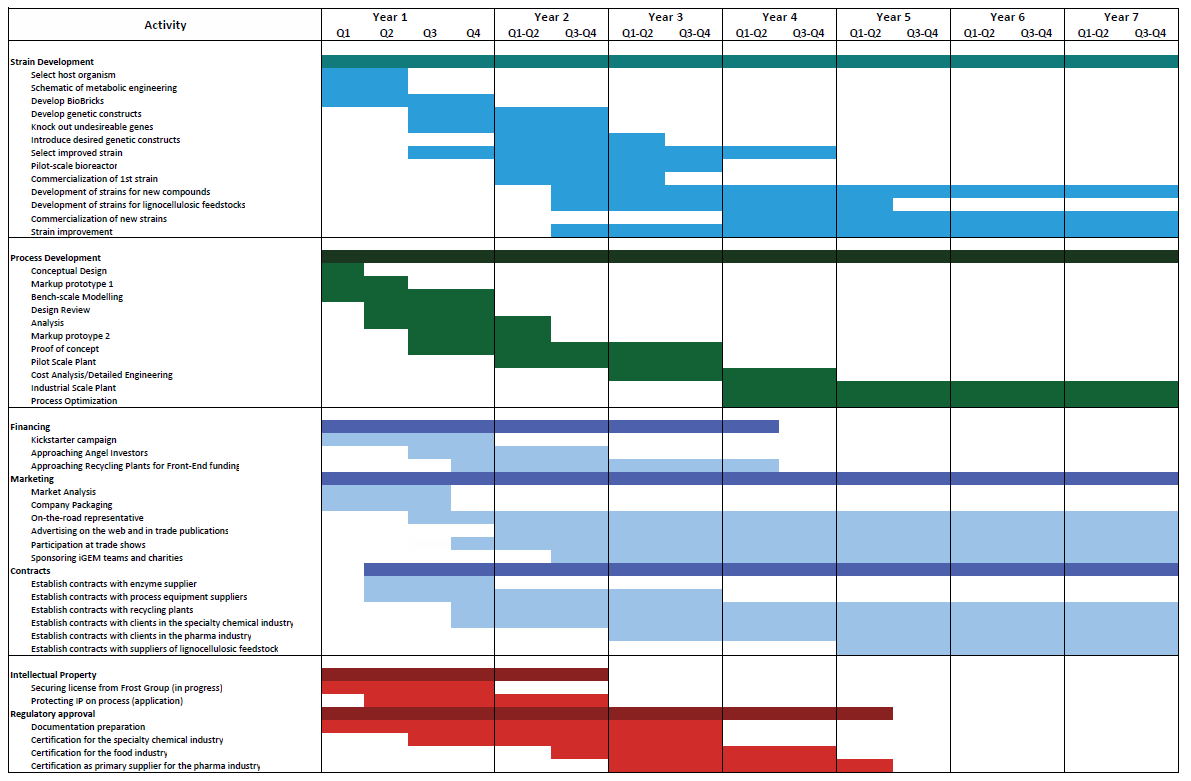 Activity Year 1 Year 2 Year 3 Year 4 Year 5 Year 6 Year 7
Q1 Q2 Q3 Q4 Q1-Q2 Q3-Q4 Q1-Q2 Q3-Q4 Q1-Q2 Q3-Q4 Q1-Q2 Q3-Q4 Q1-Q2 Q3-Q4 Q1-Q2 Q3-Q4
Strain Development
Select host organism
Schematic of metabolic engineering
Develop BioBricks
Develop genetic constructs
Knock out undesireable genes
Introduce desired genetic constructs
Select improved strain
Pilot-scale bioreactor
Commercialization of 1st strain
Development of strains for new compounds
Development of strains for lignocellulosic feedstocks
Commercialization of new strains
Strain improvement
Process Development
Conceptual Design
Markup prototype 1
Bench-scale Modelling
Design Review
Analysis
Markup protoype 2
Proof of concept
Pilot Scale Plant
Cost Analysis/Detailed Engineering
Industrial Scale Plant
Process Optimization
Financing
Kickstarter campaign
Approaching Angel Investors
Approaching Recycling Plants for Front-End funding
Marketing
Market Analysis
Company Packaging
On-the-road representative
Advertising on the web and in trade publications
Participation at trade shows
Sponsoring iGEM teams and charities
Contracts
Establish contracts with enzyme supplier
Establish contracts with process equipment suppliers
Establish contracts with recycling plants
Establish contracts with clients in the specialty chemical industry
Establish contracts with clients in the pharma industry
Establish contracts with suppliers of lignocellulosic feedstock
Intellectual Property
Securing license from Frost Group (in progress)
Protecting IP on process (application)
Regulatory approval
Documentation preparation
Certification for the specialty chemical industry
Certification for the food industry
Certification as primary supplier for the pharma industry